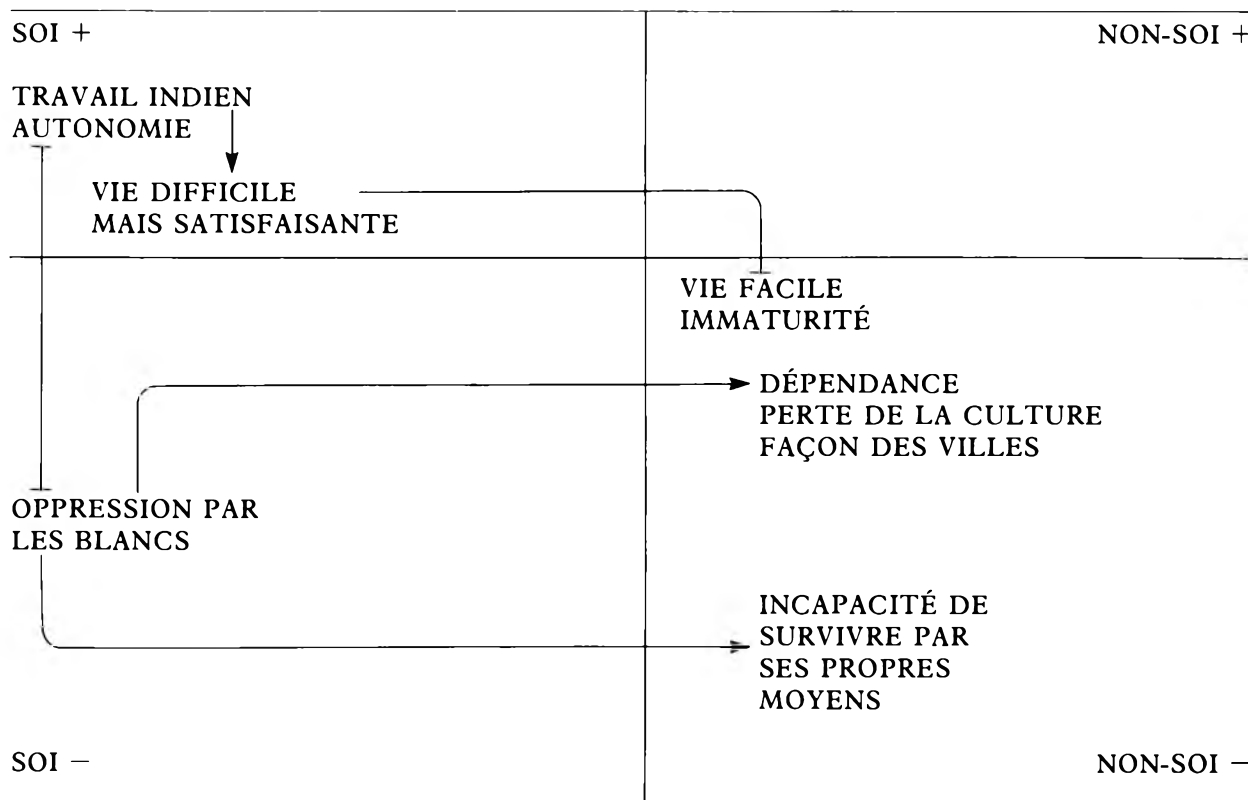 SOI +
NON-SOI +
TRAVAIL INDIEN
AUTONOMIE
VIE DIFFICILE
MAIS SATISFAISANTE
VIE FACILE
IMMATURITÉ
DÉPENDANCE
PERTE DE LA CULTURE
FAÇON DES VILLES
OPPRESSION PAR
LES BLANCS
INCAPACITÉ DE
SURVIVRE PAR
SES PROPRES
MOYENS
SOI −
NON-SOI −